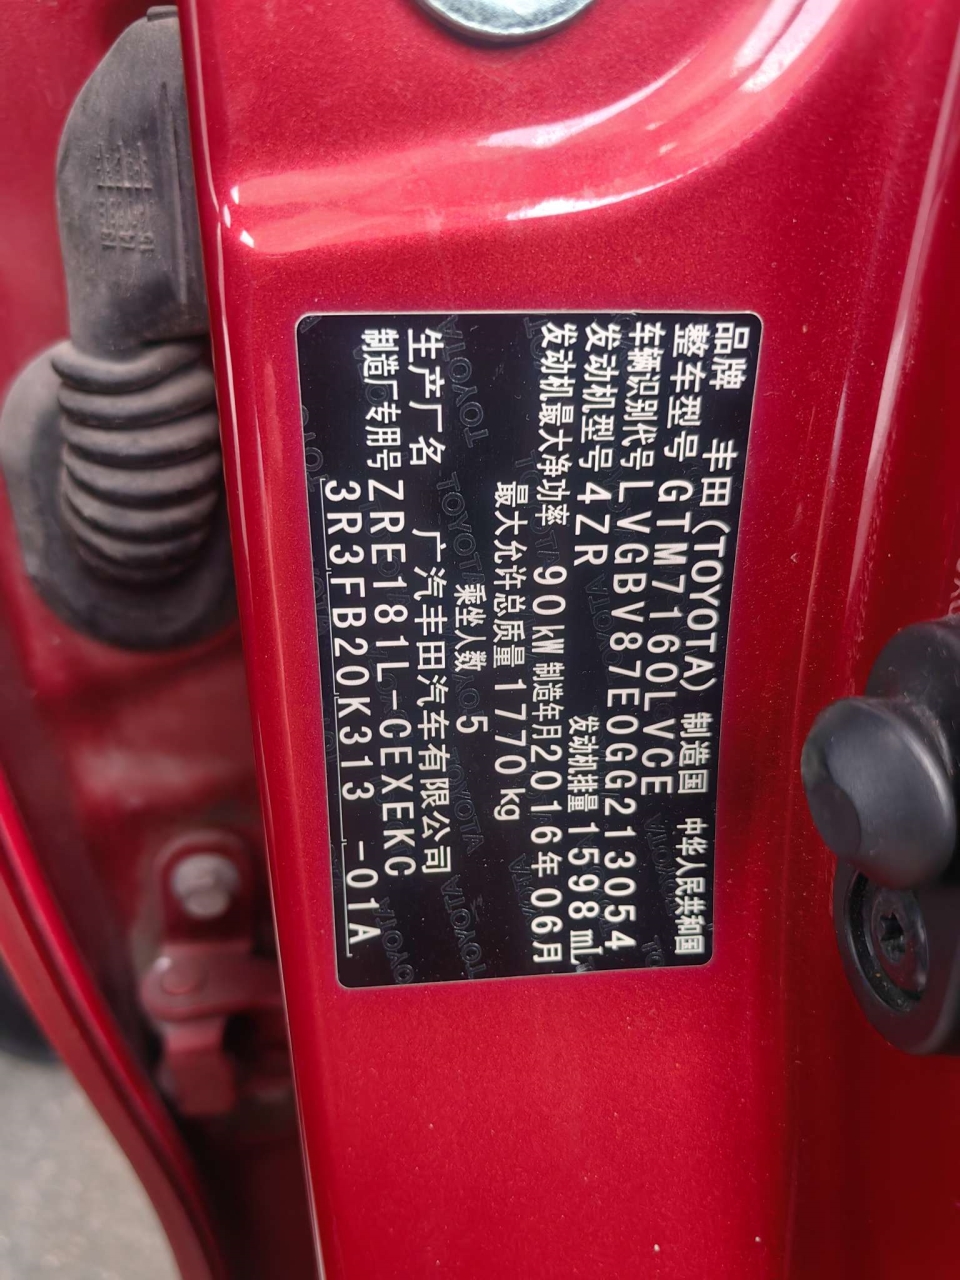 品牌 丰田(TOYOTA) 制造国 中华人民共和国
整车型号 GTM7160LVCE
车辆识别代号 LVGBV87E0GG213054
发动机型号 4ZR 发动机排量 1598 mL
发动机最大净功率 90 kW 制造年月 2016年06月
最大允许总质量 1770 kg
乘坐人数 5
生产厂名 广汽丰田汽车有限公司
制造厂专用号 ZRE181L-CEXEKC
3R3FB20K313 -01A